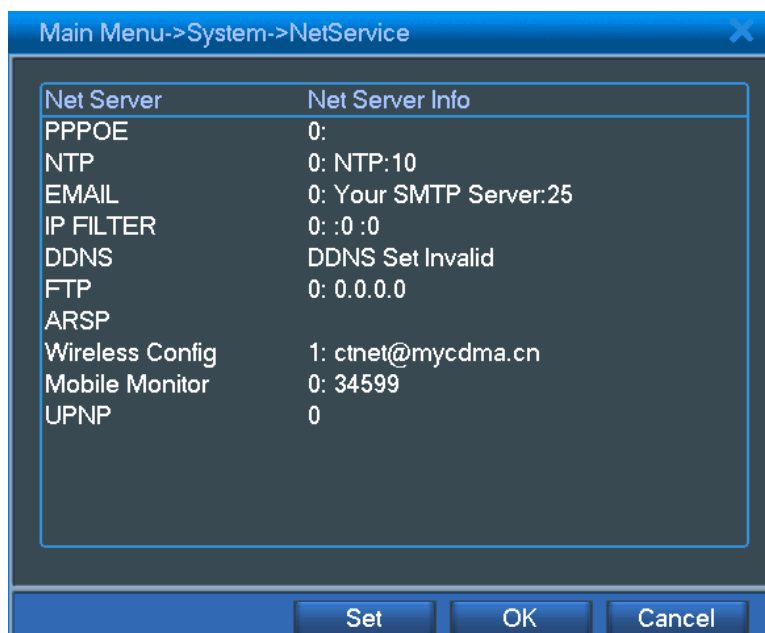 Main Menu->System->NetService
Net Server Net Server Info
PPPOE 0:
NTP 0: NTP:10
EMAIL 0: Your SMTP Server:25
IP FILTER 0: :0 :0
DDNS DDNS Set Invalid
FTP 0: 0.0.0.0
ARSP
Wireless Config 1: ctnet@mycdma.cn
Mobile Monitor 0: 34599
UPNP 0
Set OK Cancel